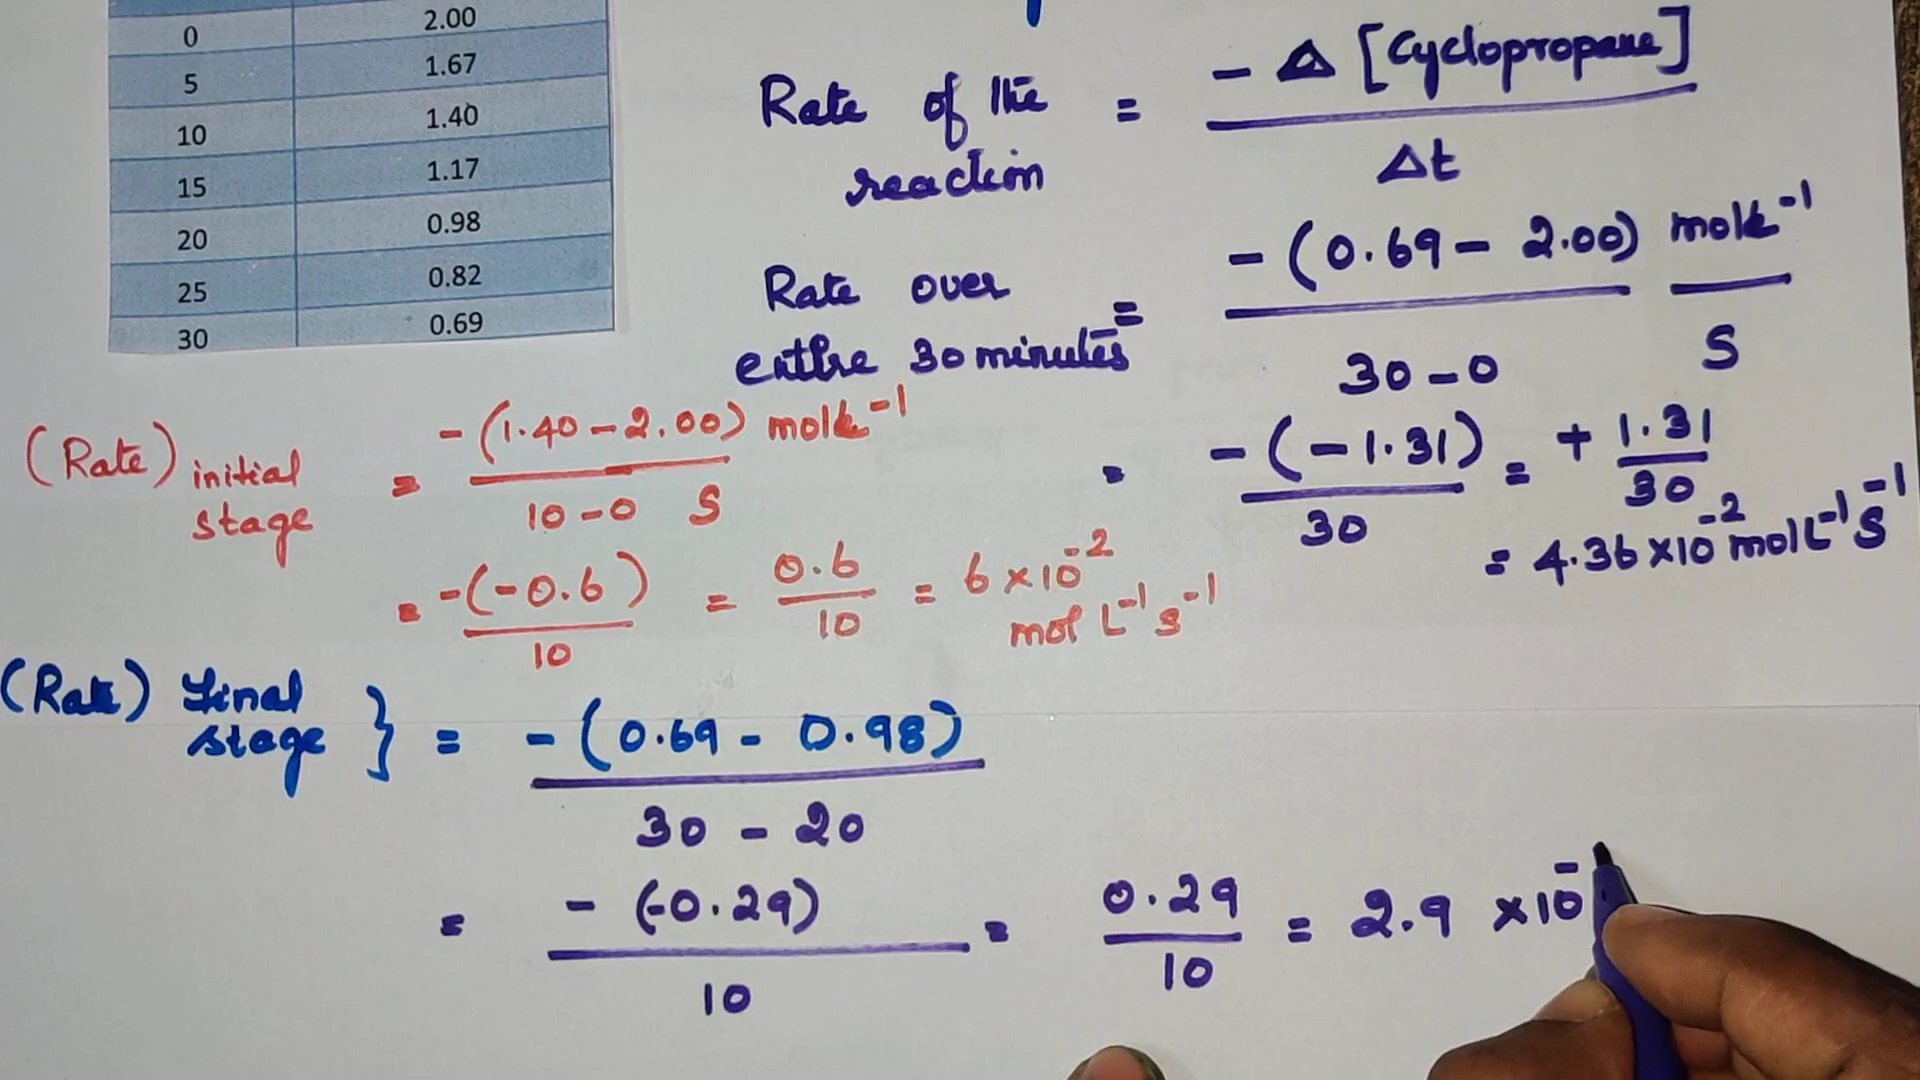 0 2.00
5 1.67
10 1.40
15 1.17
20 0.98
25 0.82
30 0.69
Rate of the reaction = - Δ [Cyclopropane] / Δt
Rate over entire 30 minutes = - (0.69 - 2.00) / 30 - 0 molL⁻¹ / S
= - (-1.31) / 30 = + 1.31 / 30
= 4.36 × 10⁻² mol L⁻¹ S⁻¹
(Rate) initial stage = - (1.40 - 2.00) molL⁻¹ / 10 - 0 S
= -(-0.6) / 10 = 0.6 / 10 = 6 × 10⁻² mol L⁻¹ s⁻¹
(Rate) final stage } = - (0.69 - 0.98) / 30 - 20
= - (-0.29) / 10 = 0.29 / 10 = 2.9 × 10⁻